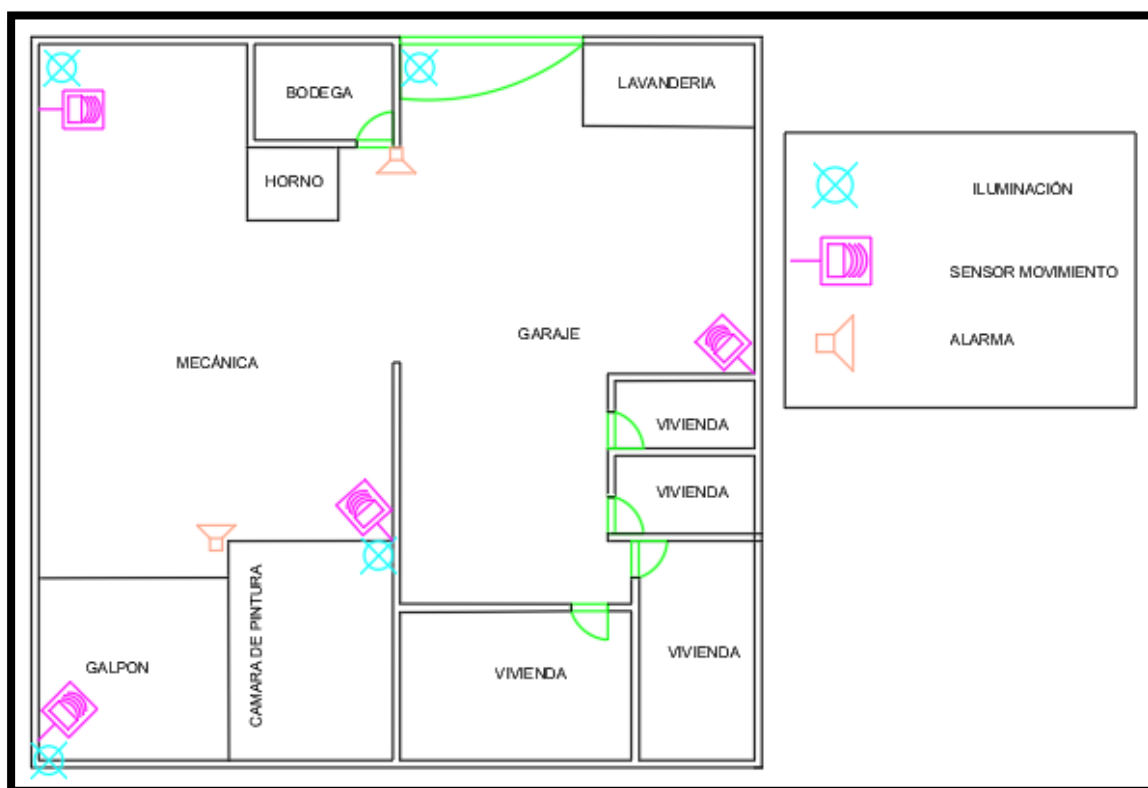 BODEGA
LAVANDERIA
HORNO
ILUMINACIÓN
SENSOR MOVIMIENTO
GARAJE
ALARMA
MECÁNICA
VIVIENDA
VIVIENDA
CAMARA DE PINTURA
GALPON
VIVIENDA
VIVIENDA